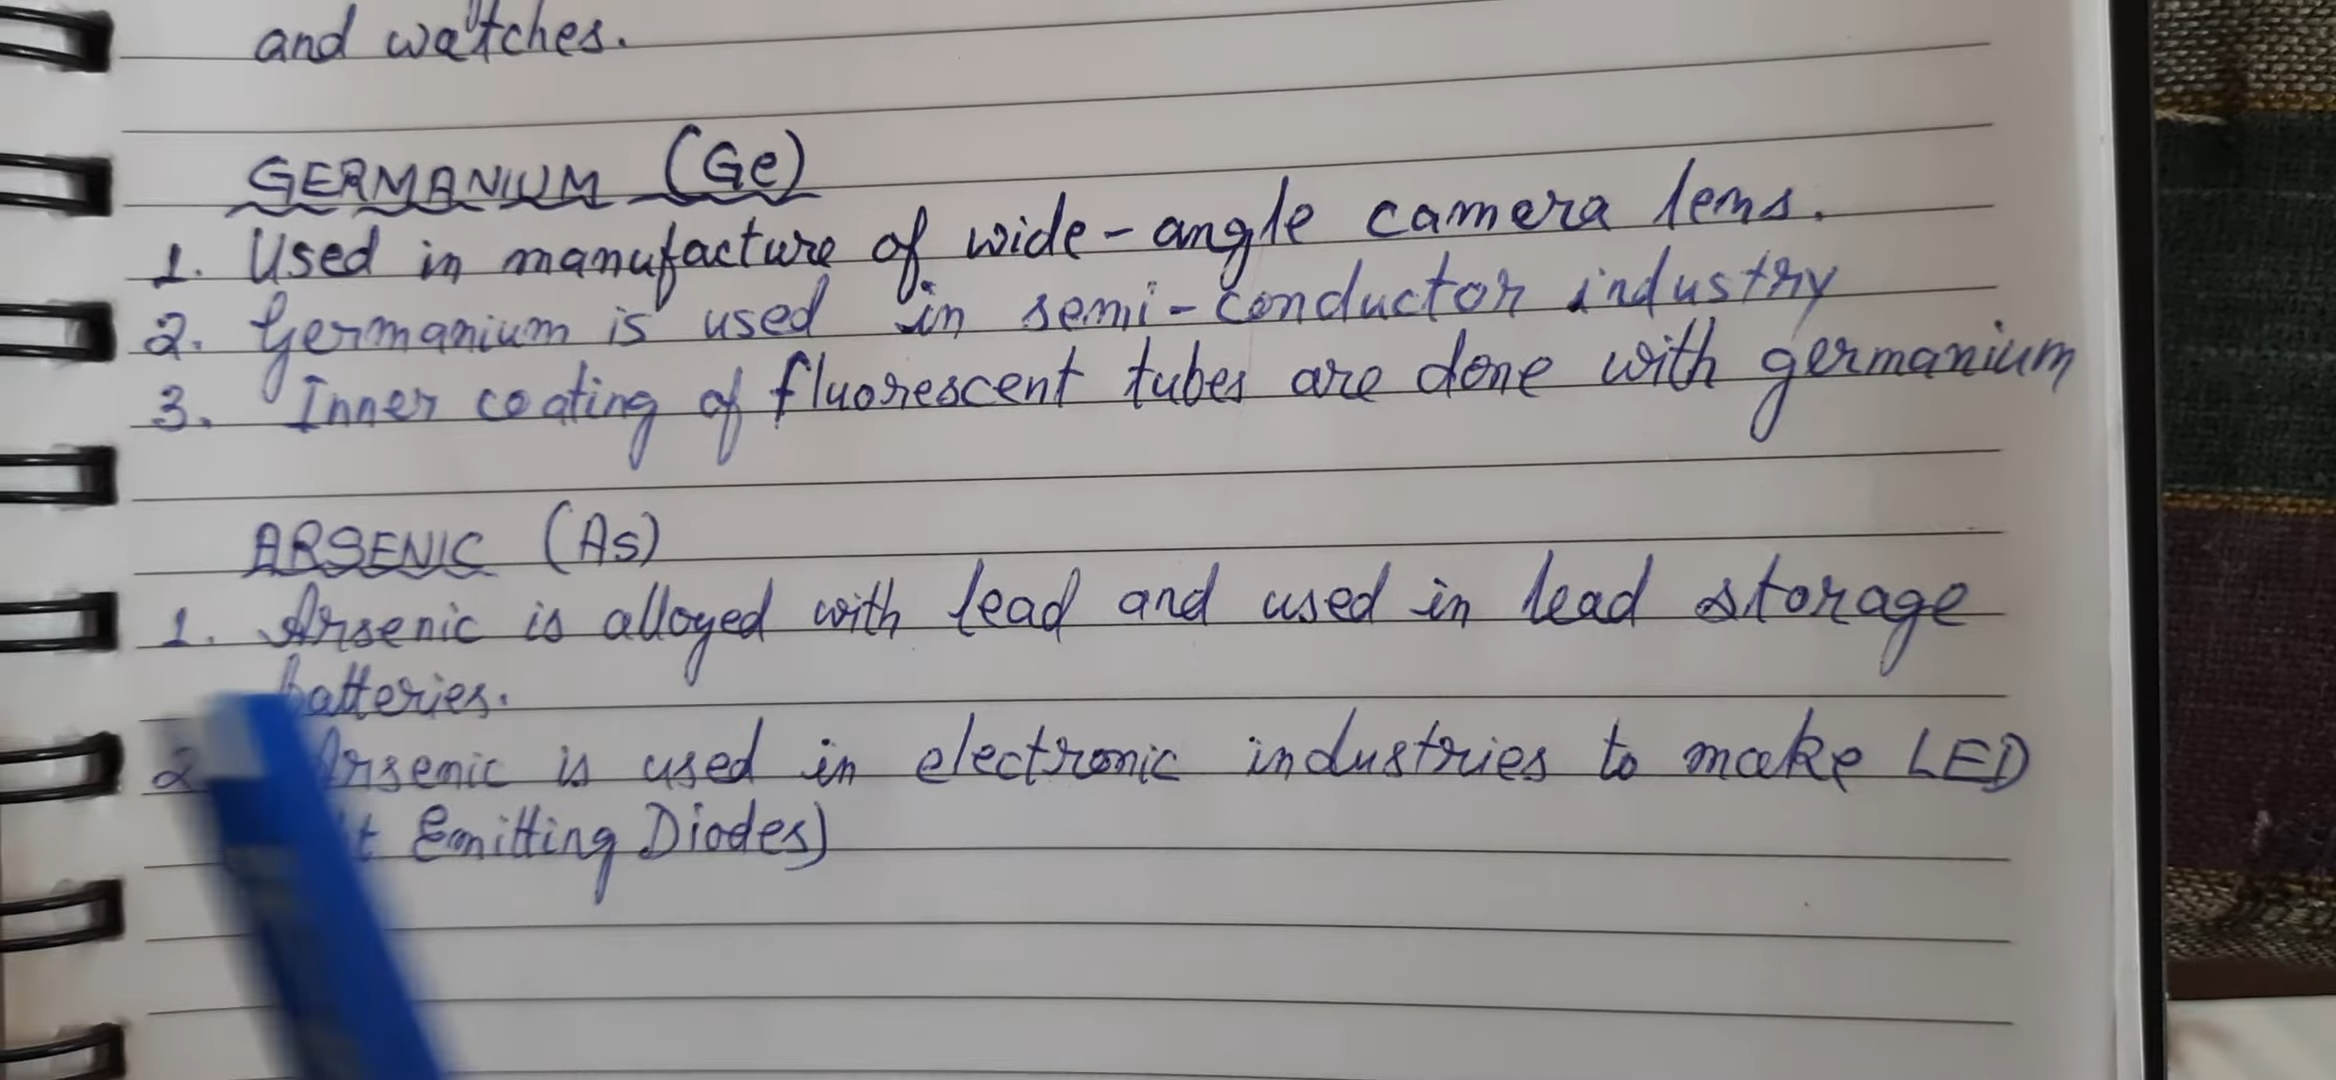 and watches.
GERMANIUM (Ge)
1. Used in manufacture of wide-angle camera lens.
2. Germanium is used in semi-conductor industry
3. Inner coating of fluorescent tubes are done with germanium
ARSENIC (As)
1. Arsenic is alloyed with lead and used in lead storage
batteries.
2 Arsenic is used in electronic industries to make LED
t Emitting Diodes)